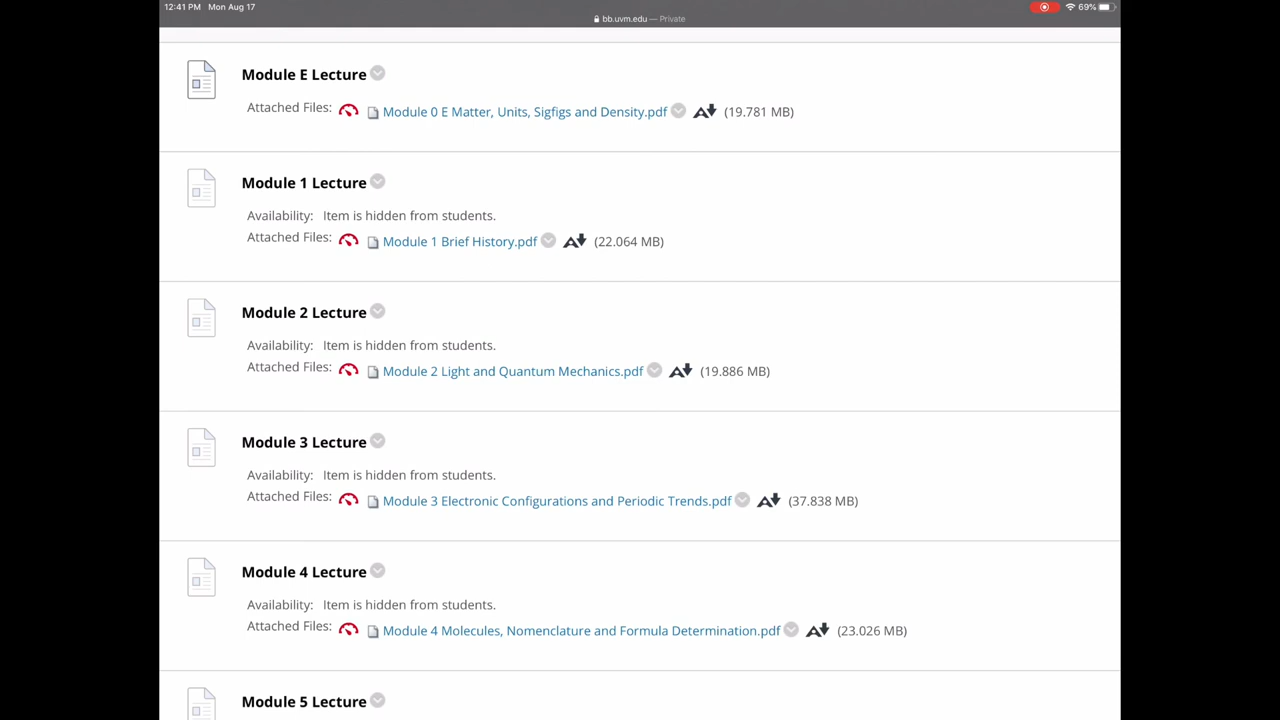 12:41 PM Mon Aug 17
69%
bb.uvm.edu — Private
Module E Lecture
Attached Files: Module 0 E Matter, Units, Sigfigs and Density.pdf (19.781 MB)
Module 1 Lecture
Availability: Item is hidden from students.
Attached Files: Module 1 Brief History.pdf (22.064 MB)
Module 2 Lecture
Availability: Item is hidden from students.
Attached Files: Module 2 Light and Quantum Mechanics.pdf (19.886 MB)
Module 3 Lecture
Availability: Item is hidden from students.
Attached Files: Module 3 Electronic Configurations and Periodic Trends.pdf (37.838 MB)
Module 4 Lecture
Availability: Item is hidden from students.
Attached Files: Module 4 Molecules, Nomenclature and Formula Determination.pdf (23.026 MB)
Module 5 Lecture